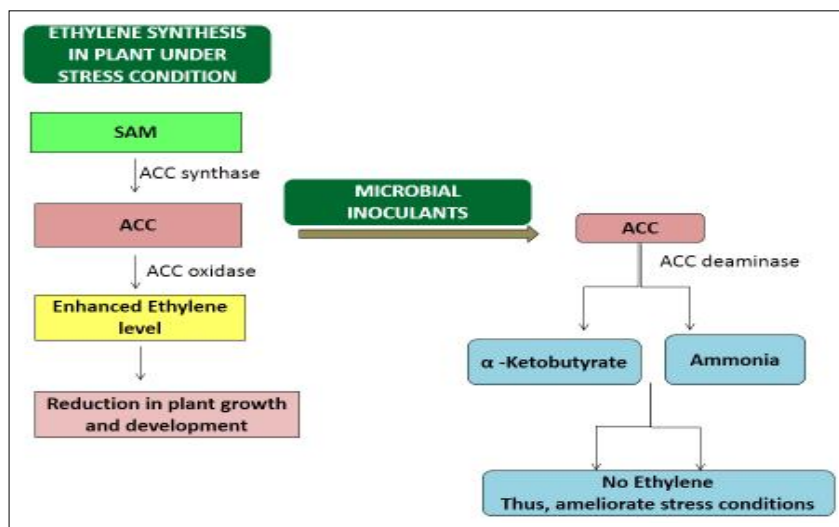 ETHYLENE SYNTHESIS
IN PLANT UNDER
STRESS CONDITION
SAM
ACC synthase
ACC
ACC oxidase
Enhanced Ethylene
level
Reduction in plant growth
and development
MICROBIAL
INOCULANTS
ACC
ACC deaminase
α -Ketobutyrate
Ammonia
No Ethylene
Thus, ameliorate stress conditions